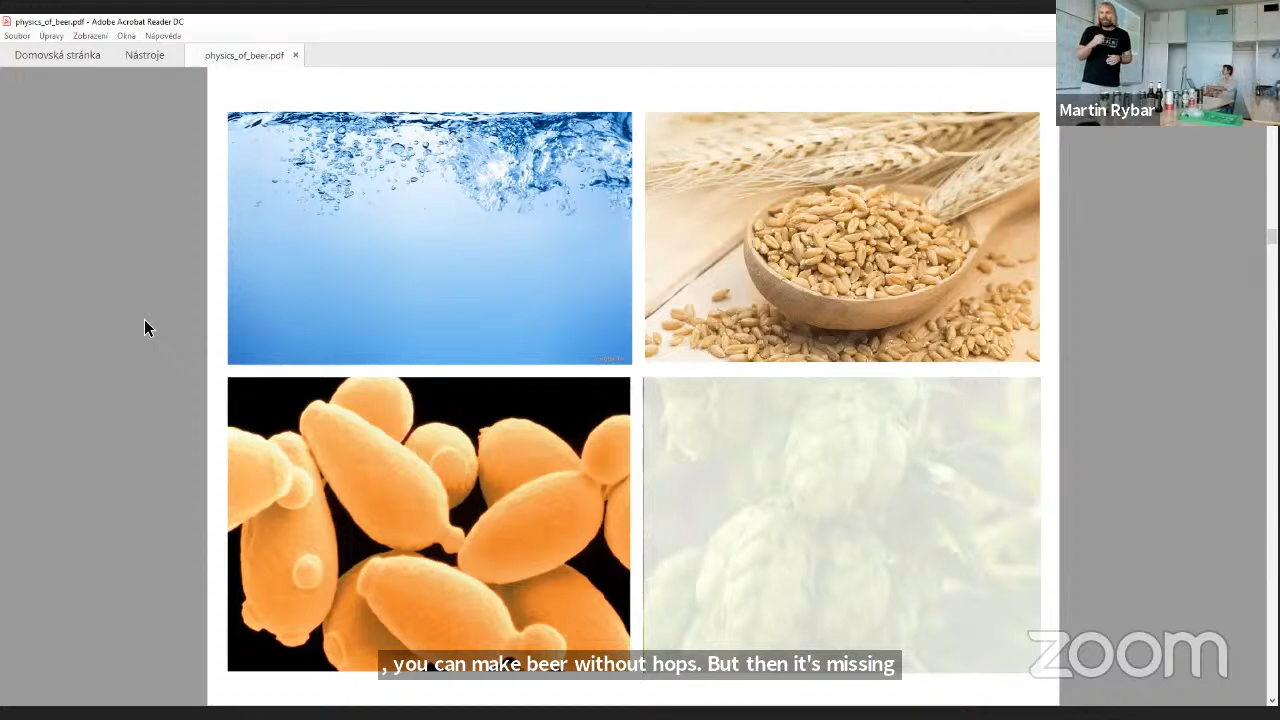 physics_of_beer.pdf - Adobe Acrobat Reader DC
Soubor Úpravy Zobrazení Okna Nápověda
Domovská stránka Nástroje physics_of_beer.pdf ×
Martin Rybar
, you can make beer without hops. But then it's missing
zoom